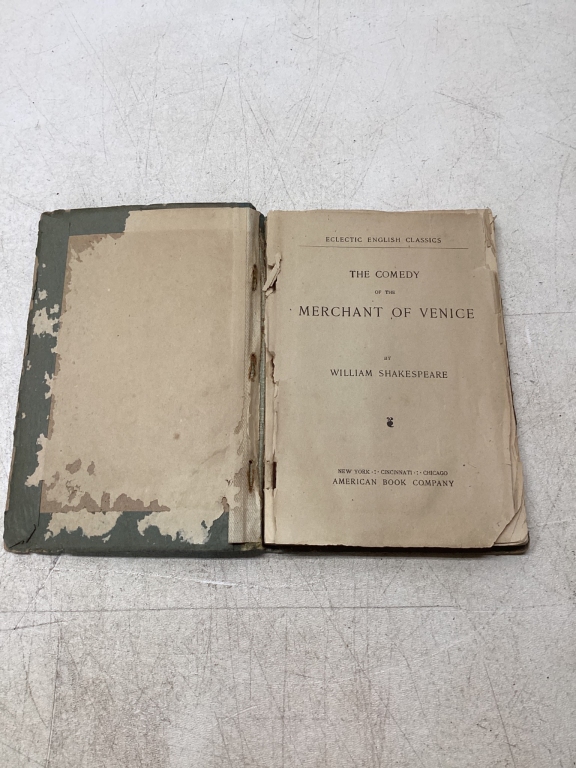 ECLECTIC ENGLISH CLASSICS
THE COMEDY
OF THE
MERCHANT OF VENICE
BY
WILLIAM SHAKESPEARE
NEW YORK ·:· CINCINNATI ·:· CHICAGO
AMERICAN BOOK COMPANY